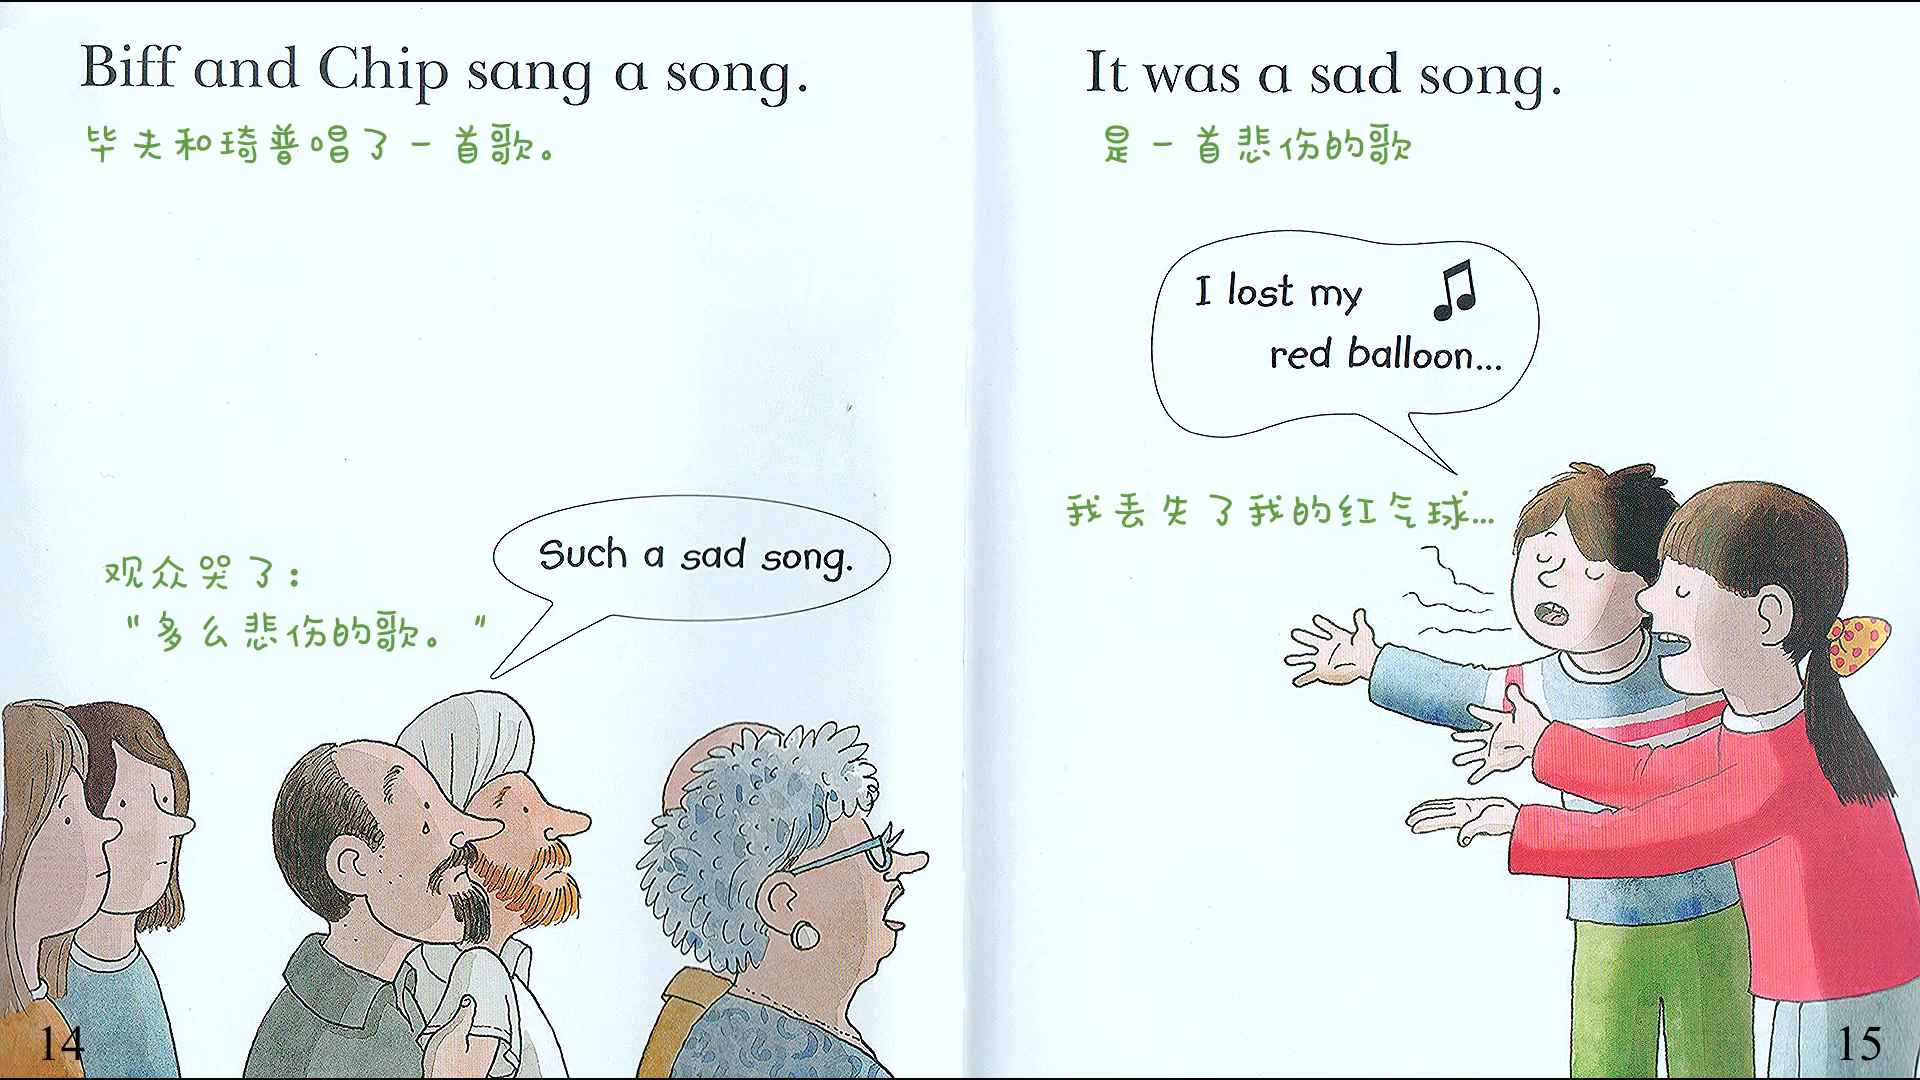 Biff and Chip sang a song.
毕夫和琦普唱了一首歌。
观众哭了：
"多么悲伤的歌。"
Such a sad song.
14
It was a sad song.
是一首悲伤的歌
I lost my
red balloon...
我丢失了我的红气球...
15